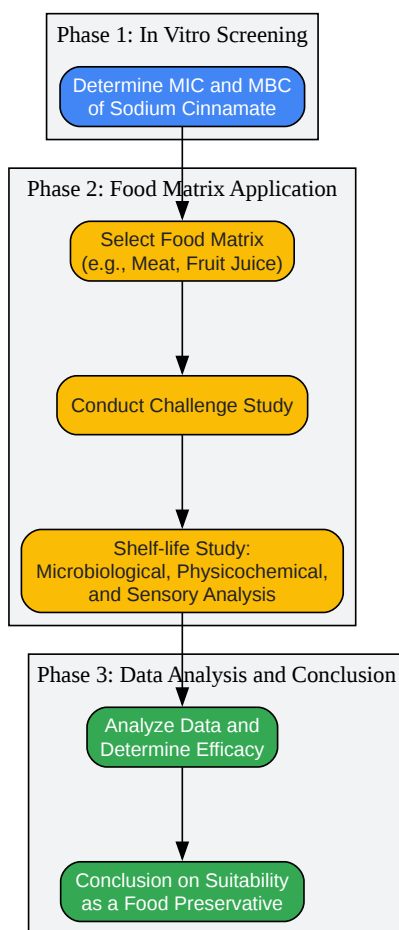 Phase 1: In Vitro Screening
Determine MIC and MBC
of Sodium Cinnamate
Phase 2: Food Matrix Application
Select Food Matrix
(e.g., Meat, Fruit Juice)
Conduct Challenge Study
Shelf-life Study:
Microbiological, Physicochemical,
and Sensory Analysis
Phase 3: Data Analysis and Conclusion
Analyze Data and
Determine Efficacy
Conclusion on Suitability
as a Food Preservative